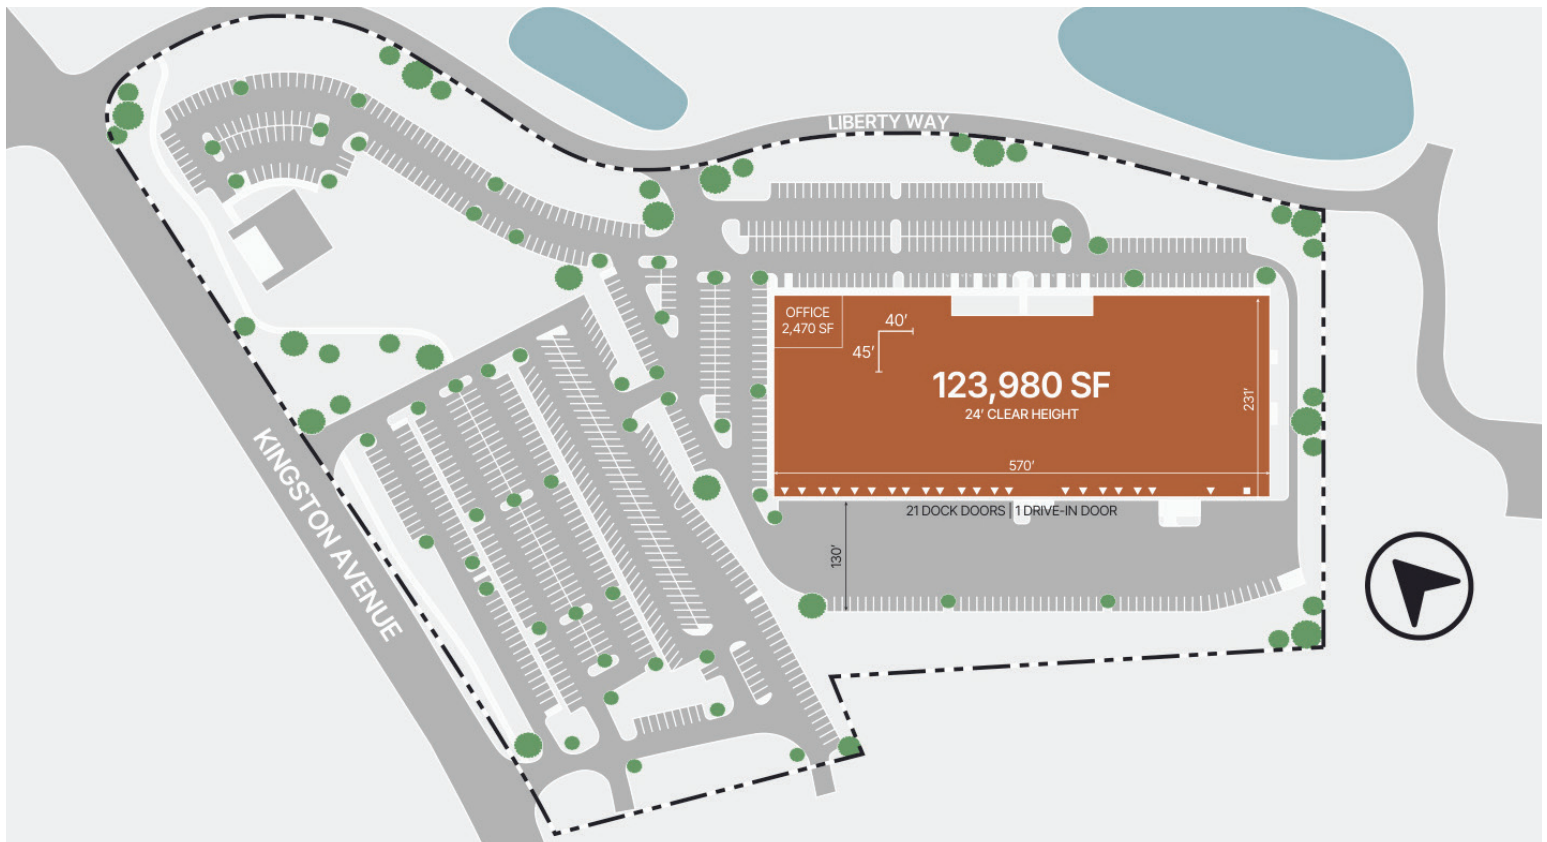 LIBERTY WAY
OFFICE
2,470 SF
40'
45'
123,980 SF
24' CLEAR HEIGHT
231'
570'
21 DOCK DOORS | 1 DRIVE-IN DOOR
130'
KINGSTON AVENUE